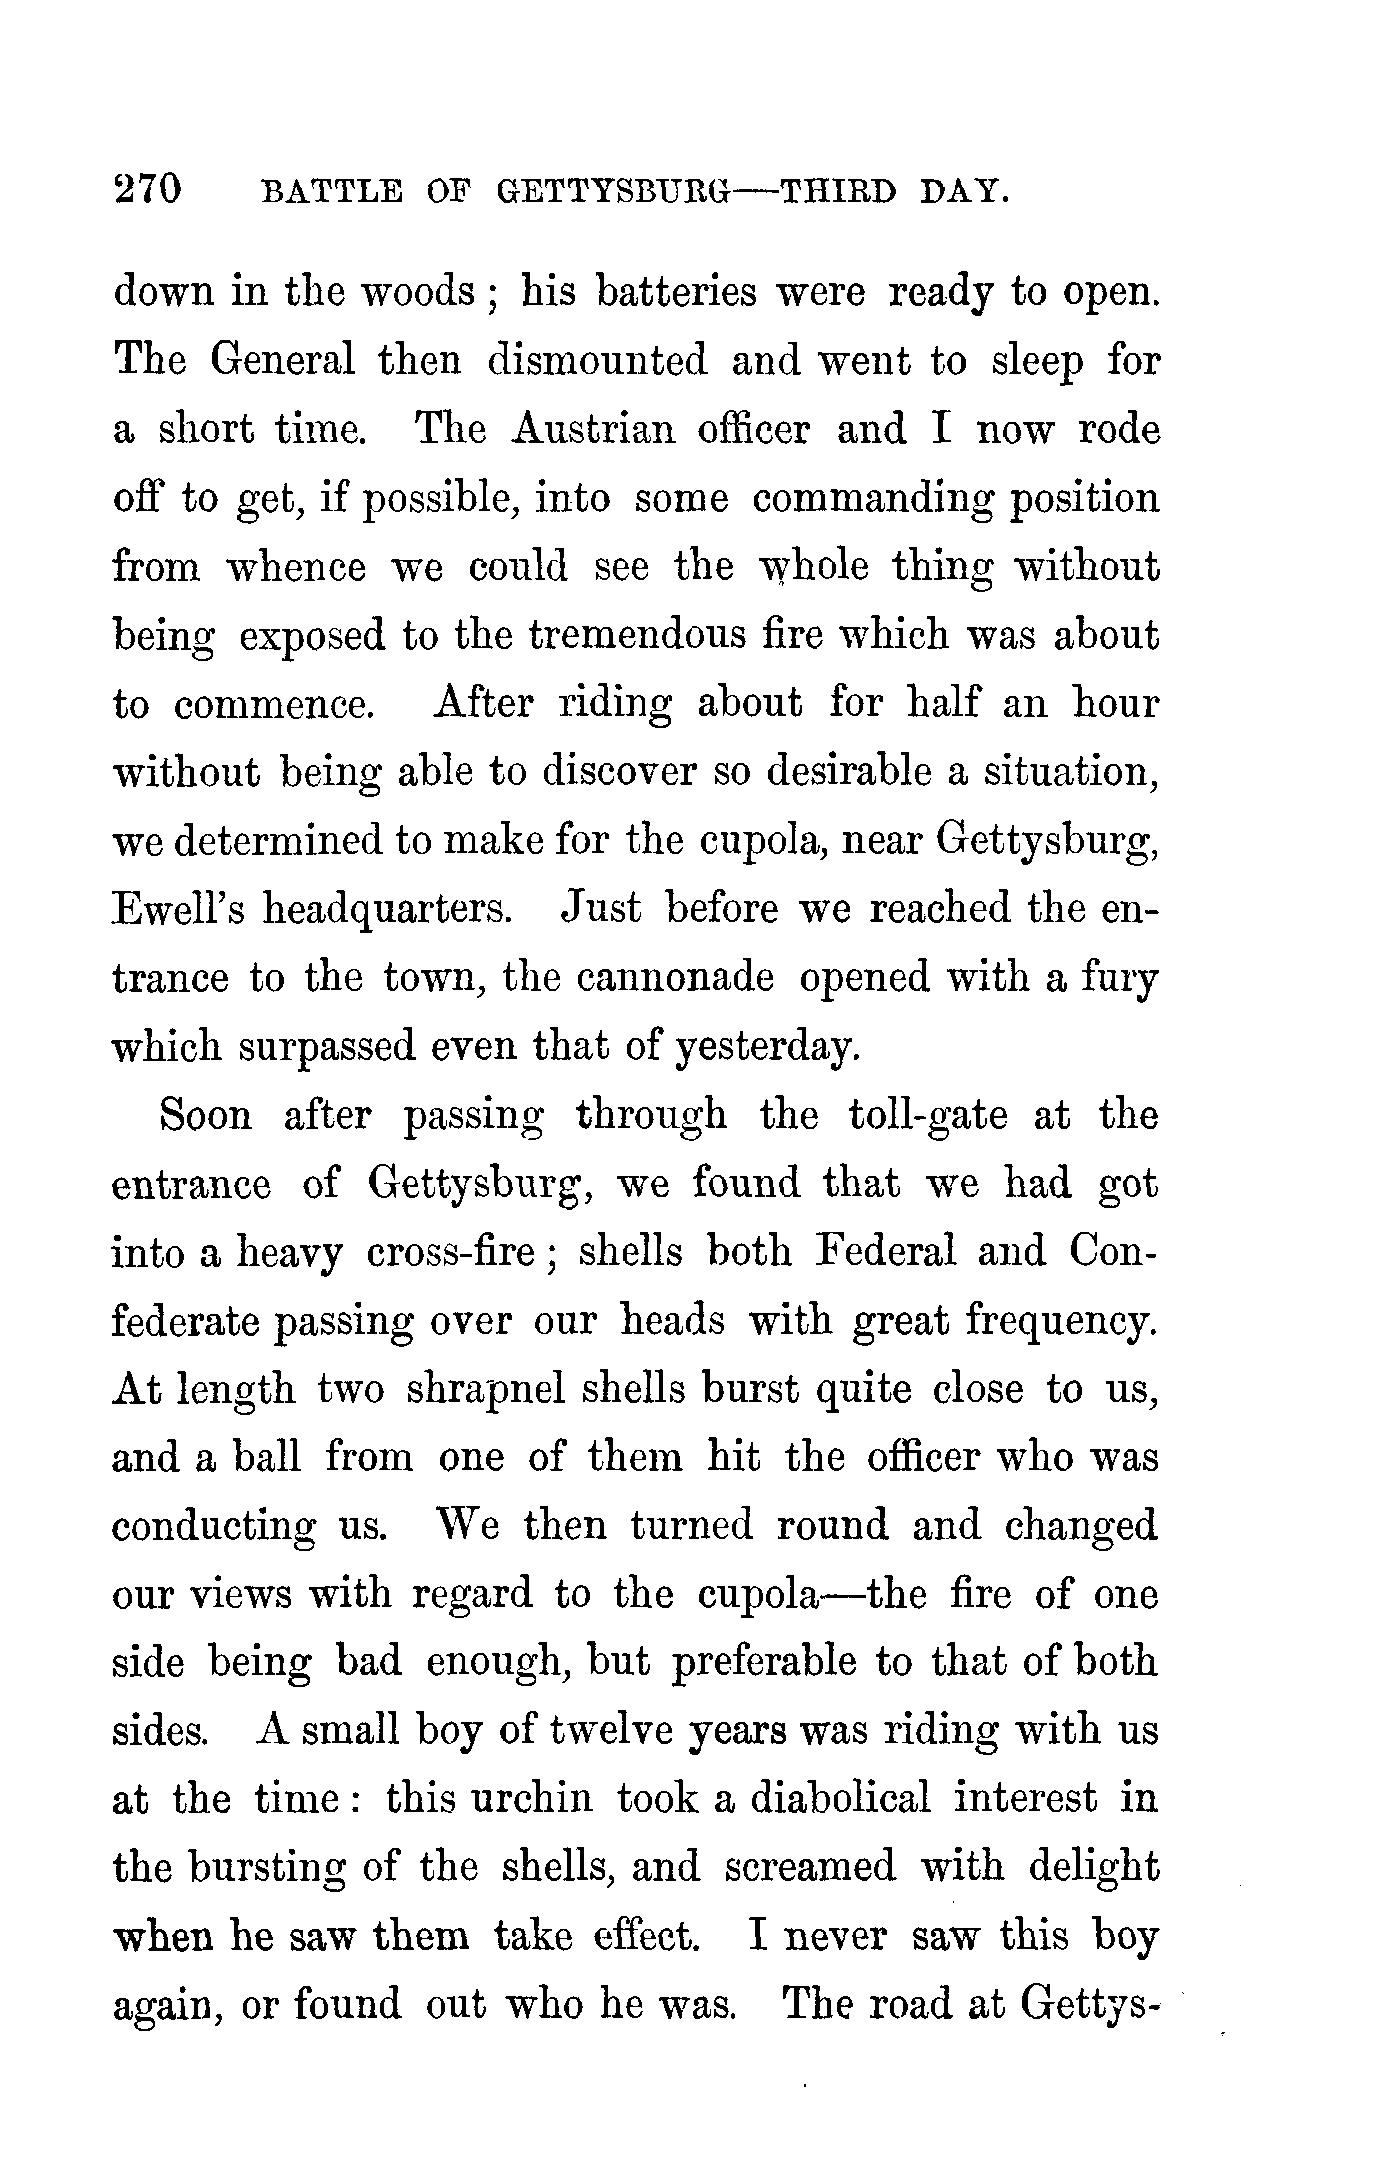 270 BATTLE OF GETTYSBURG—THIRD DAY.
down in the woods ; his batteries were ready to open.
The General then dismounted and went to sleep for
a short time. The Austrian officer and I now rode
off to get, if possible, into some commanding position
from whence we could see the whole thing without
being exposed to the tremendous fire which was about
to commence. After riding about for half an hour
without being able to discover so desirable a situation,
we determined to make for the cupola, near Gettysburg,
Ewell's headquarters. Just before we reached the en-
trance to the town, the cannonade opened with a fury
which surpassed even that of yesterday.
Soon after passing through the toll-gate at the
entrance of Gettysburg, we found that we had got
into a heavy cross-fire ; shells both Federal and Con-
federate passing over our heads with great frequency.
At length two shrapnel shells burst quite close to us,
and a ball from one of them hit the officer who was
conducting us. We then turned round and changed
our views with regard to the cupola—the fire of one
side being bad enough, but preferable to that of both
sides. A small boy of twelve years was riding with us
at the time : this urchin took a diabolical interest in
the bursting of the shells, and screamed with delight
when he saw them take effect. I never saw this boy
again, or found out who he was. The road at Gettys-